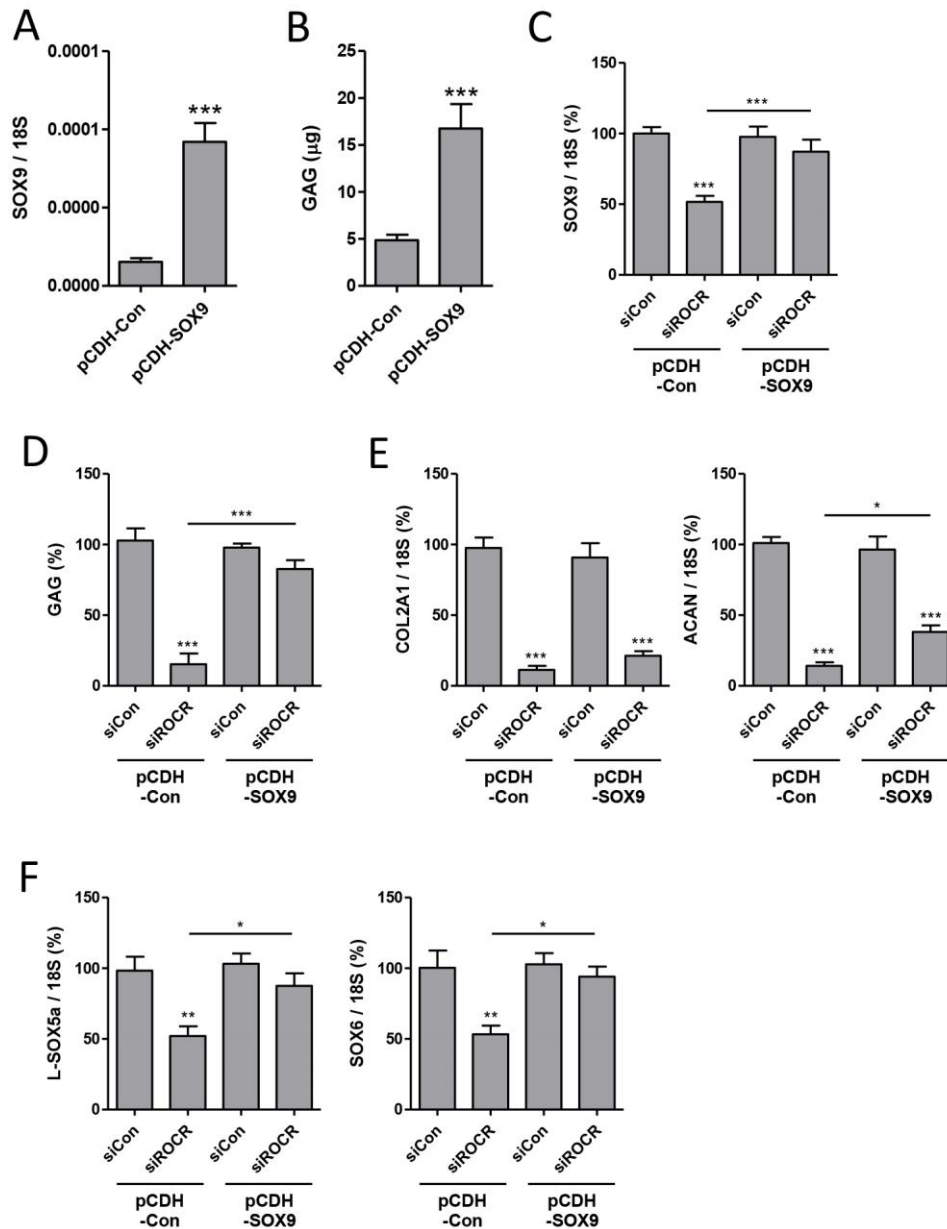 A
SOX9 / 18S
0.0001
0.0001
0.0000
0.0000
***
pCDH-Con
pCDH-SOX9
B
GAG (µg)
25
20
15
10
5
0
***
pCDH-Con
pCDH-SOX9
C
SOX9 / 18S (%)
150
100
50
0
***
***
siCon
siROCR
siCon
siROCR
pCDH
-Con
pCDH
-SOX9
D
GAG (%)
150
100
50
0
***
***
siCon
siROCR
siCon
siROCR
pCDH
-Con
pCDH
-SOX9
E
COL2A1 / 18S (%)
150
100
50
0
***
***
siCon
siROCR
siCon
siROCR
pCDH
-Con
pCDH
-SOX9
ACAN / 18S (%)
150
100
50
0
*
***
***
siCon
siROCR
siCon
siROCR
pCDH
-Con
pCDH
-SOX9
F
L-SOX5a / 18S (%)
150
100
50
0
*
**
siCon
siROCR
siCon
siROCR
pCDH
-Con
pCDH
-SOX9
SOX6 / 18S (%)
150
100
50
0
*
**
siCon
siROCR
siCon
siROCR
pCDH
-Con
pCDH
-SOX9